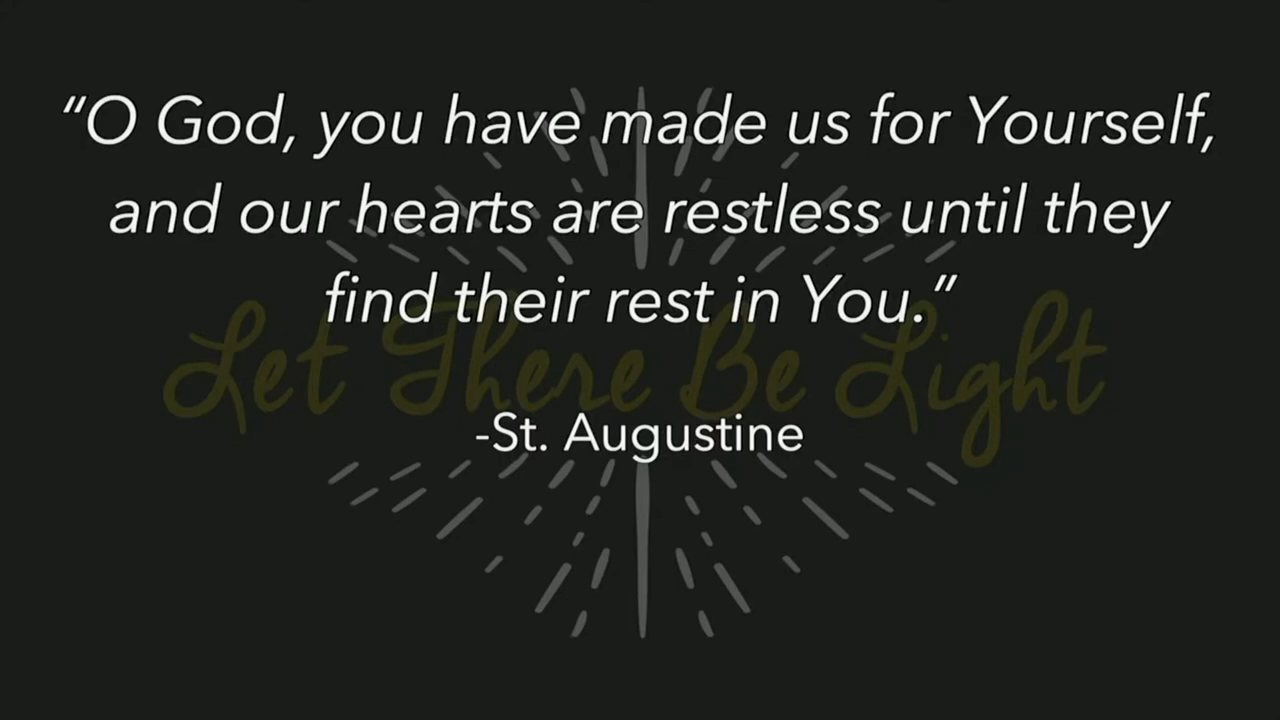 “O God, you have made us for Yourself,
and our hearts are restless until they
find their rest in You.”
Let There Be Light
-St. Augustine